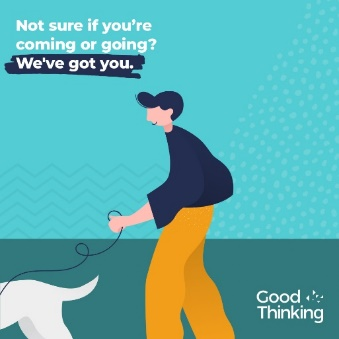 Not sure if you're
coming or going?
We've got you.
Good
Thinking